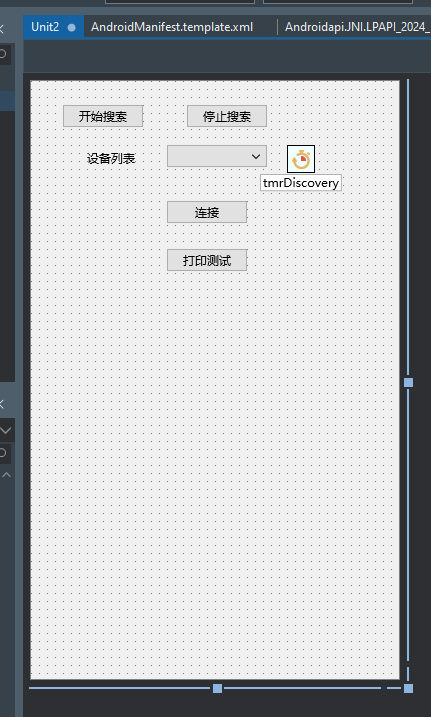 Unit2
AndroidManifest.template.xml
Androidapi.JNI.LPAPI_2024_
开始搜索
停止搜索
设备列表
tmrDiscovery
连接
打印测试